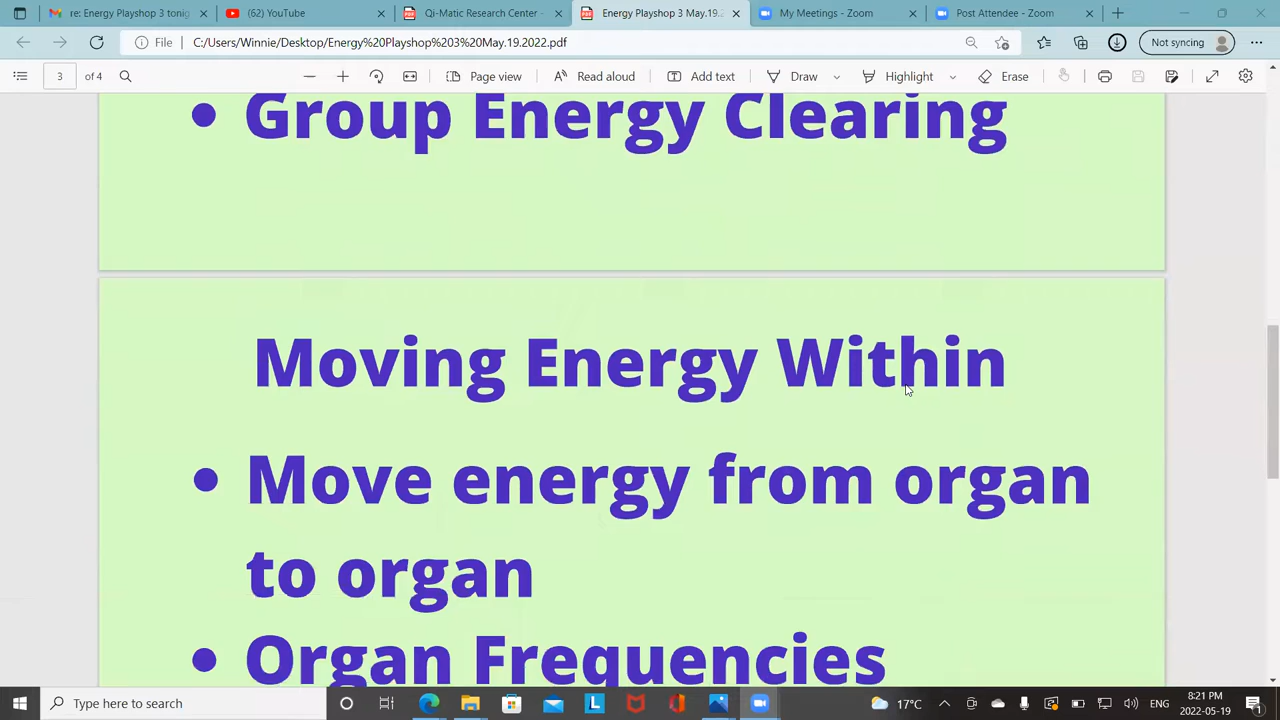 re: Energy Playshop 3 tonig
(62) YouTube
Qi-Matic Research Center -
Energy Playshop 3 May.19.2
My Meetings - Zoom
Post Attendee - Zoom
File
C:/Users/Winnie/Desktop/Energy%20Playshop%203%20May.19.2022.pdf
Not syncing
3
of 4
Page view
Read aloud
Add text
Draw
Highlight
Erase
• Group Energy Clearing
Moving Energy Within
• Move energy from organ
to organ
• Organ Frequencies
Type here to search
17°C
ENG
8:21 PM
2022-05-19
1